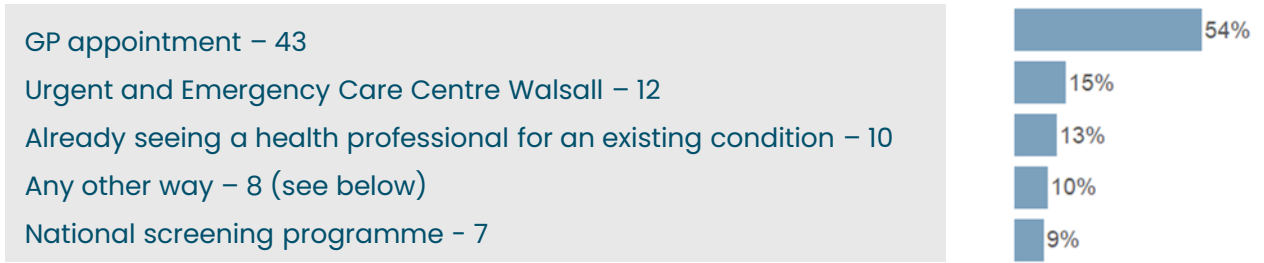 GP appointment – 43
54%
Urgent and Emergency Care Centre Walsall – 12
15%
Already seeing a health professional for an existing condition – 10
13%
Any other way – 8 (see below)
10%
National screening programme - 7
9%